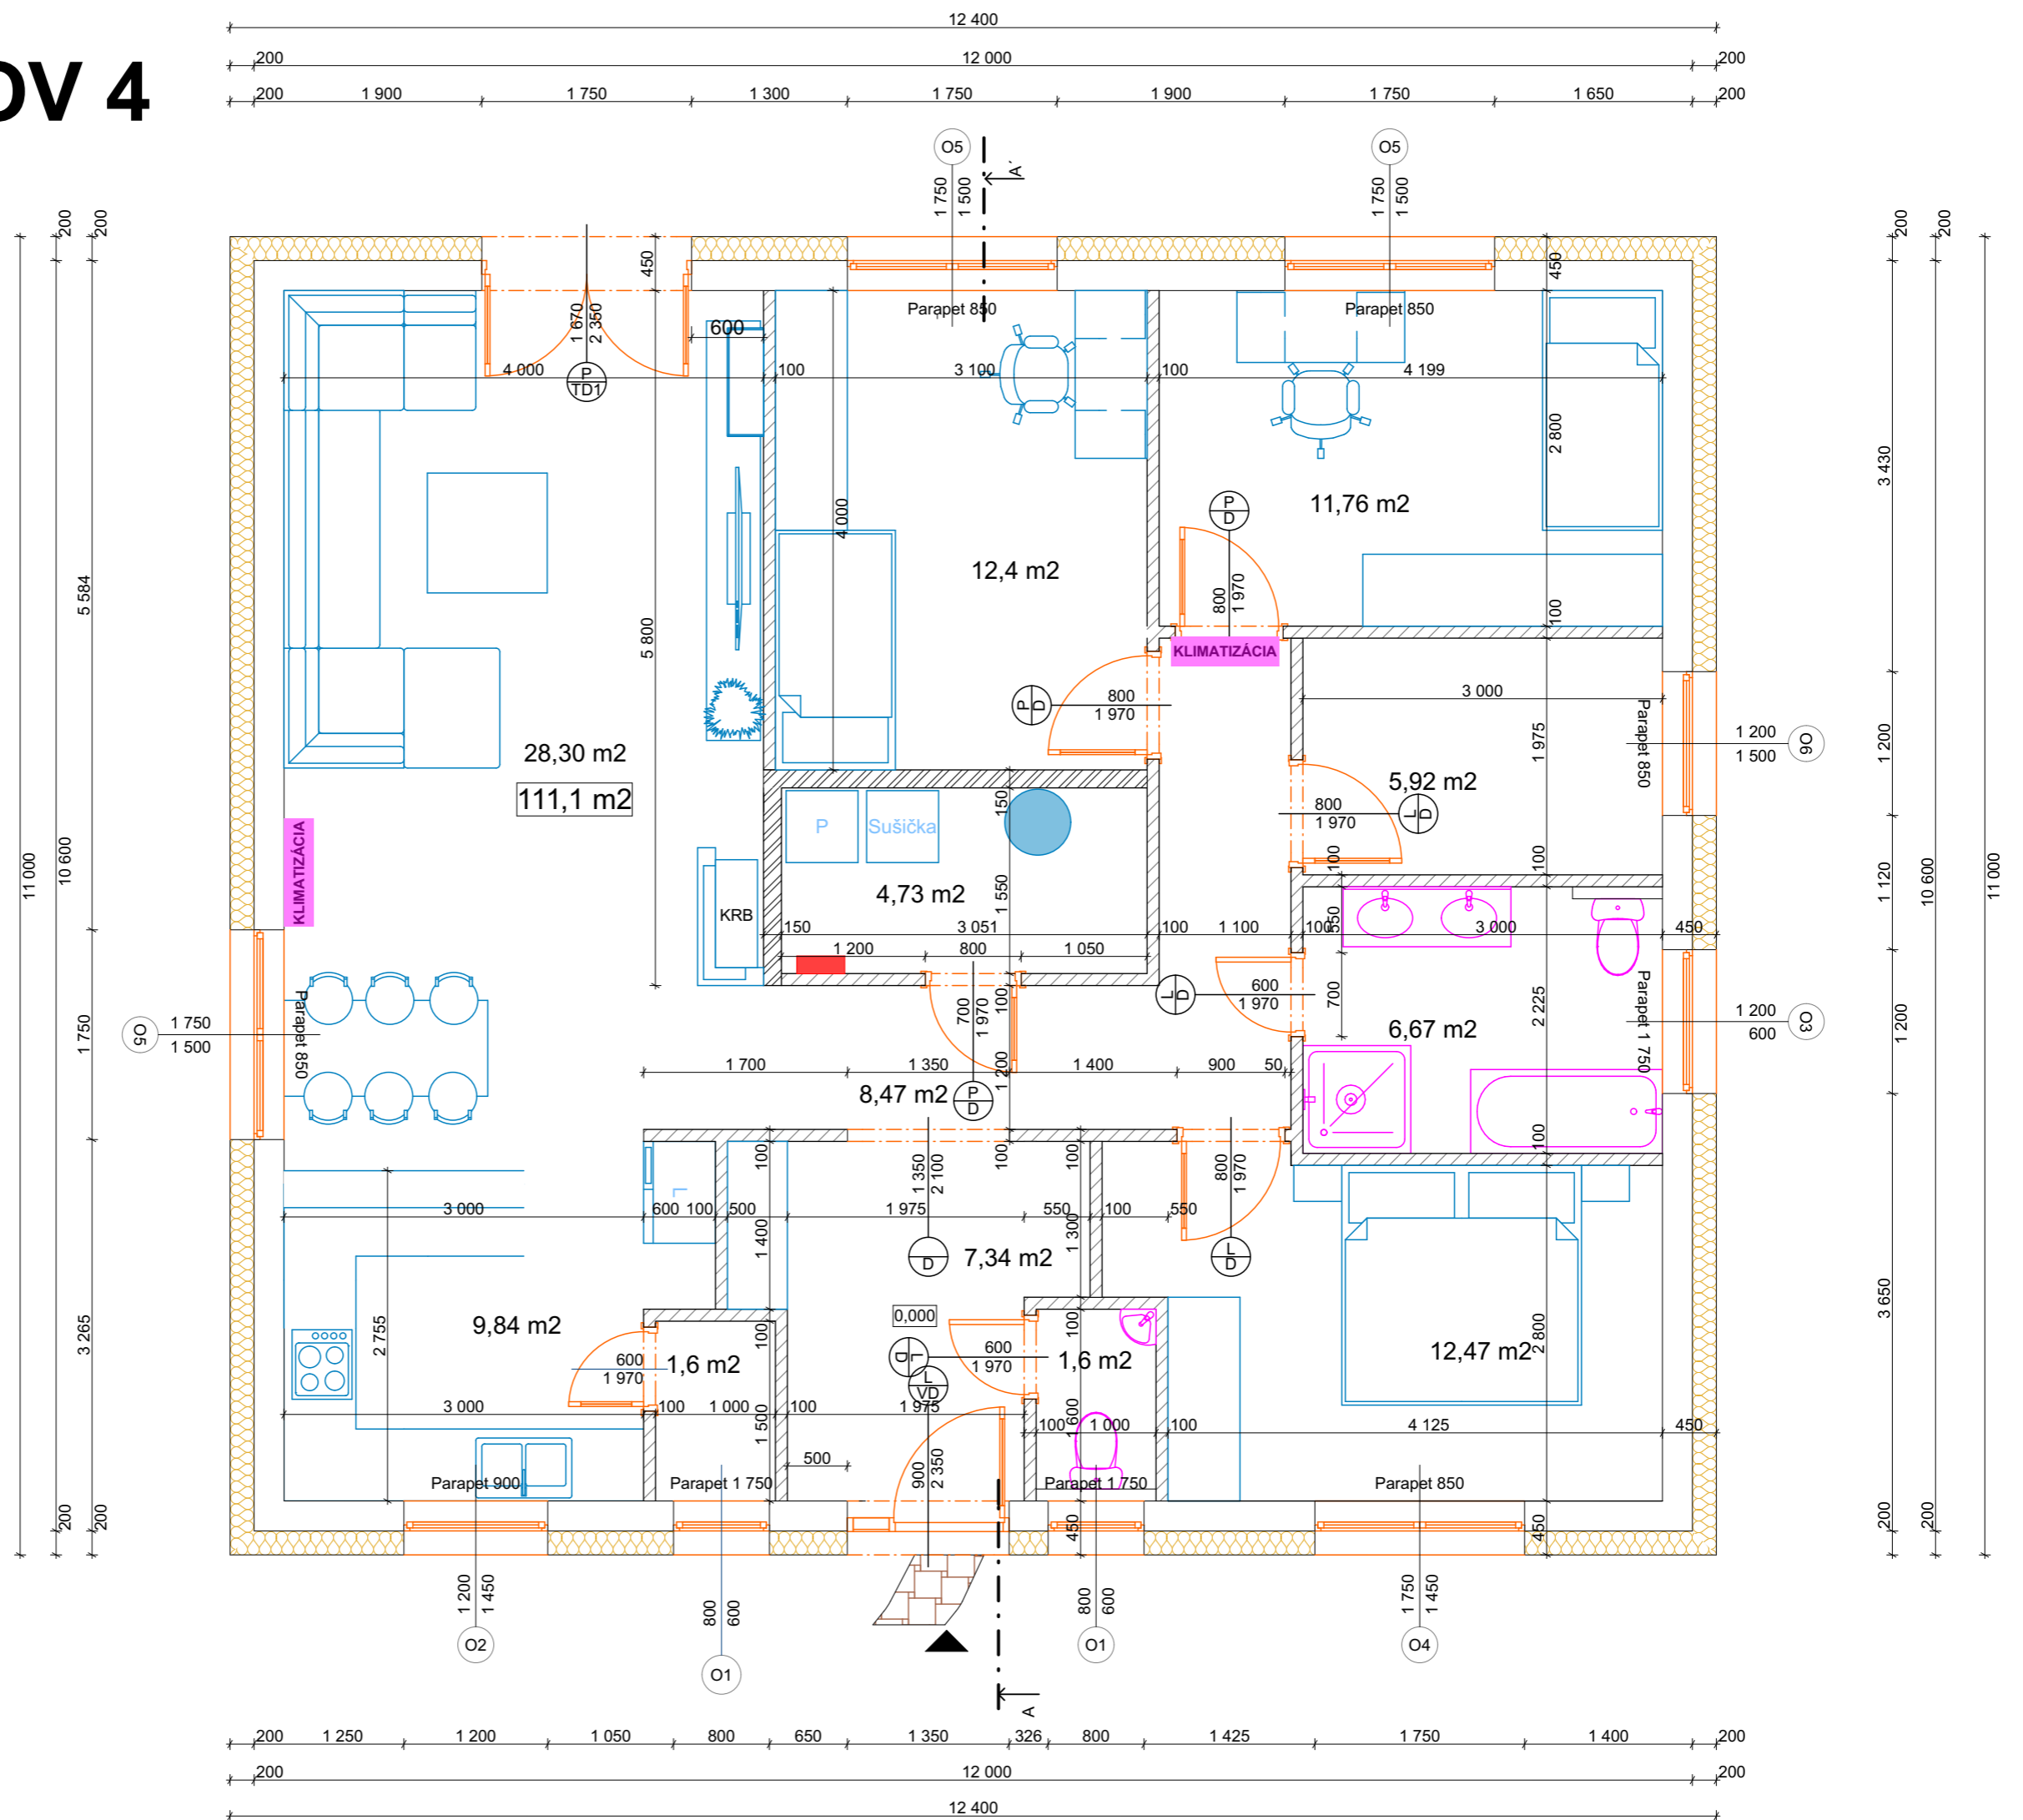 OV 4
12 400
200 12 000 200
200 1 900 1 750 1 300 1 750 1 900 1 750 1 650 200
O5
1 750
1 500
A´
O5
1 750
1 500
200
200
200
200
450
450
1 670
2 350
600
Parapet 850
Parapet 850
P
TD1
4 000
100
3 100
100
4 199
2 800
3 430
P
D
11,76 m2
4 000
12,4 m2
800
1 970
100
5 584
5 800
KLIMATIZÁCIA
P
D
800
1 970
3 000
Parapet 850
1 975
1 200
1 500
O6
1 200
28,30 m2
111,1 m2
5,92 m2
800
1 970
L
D
150
P
Sušička
KLIMATIZÁCIA
100
100
11 000
10 600
1 120
10 600
11 000
4,73 m2
1 550
KRB
150
3 051
100
1 100
100
550
3 000
450
1 200
800
1 050
L
D
600
1 970
700
700
1 970
100
Parapet 850
O5
1 750
1 500
1 750
6,67 m2
2 225
Parapet 1 750
1 200
600
O3
1 200
1 700
1 350
1 400
900
50
1 200
8,47 m2
P
D
100
100
100
1 350
2 100
800
1 970
100
L
3 000
600
100
500
1 975
550
100
550
1 400
1 300
D
7,34 m2
L
D
0,000
3 265
2 755
9,84 m2
100
100
600
1 970
1,6 m2
L
D
L
VD
600
1 970
1,6 m2
12,47 m2
2 800
3 650
3 000
100
1 000
100
1 975
1 500
1 600
100
1 000
100
4 125
450
500
900
2 350
Parapet 900
Parapet 1 750
Parapet 1 750
Parapet 850
200
200
450
450
200
200
1 200
1 450
O2
800
600
O1
800
600
O1
1 750
1 450
O4
A
200 1 250 1 200 1 050 800 650 1 350 326 800 1 425 1 750 1 400 200
200 12 000 200
12 400